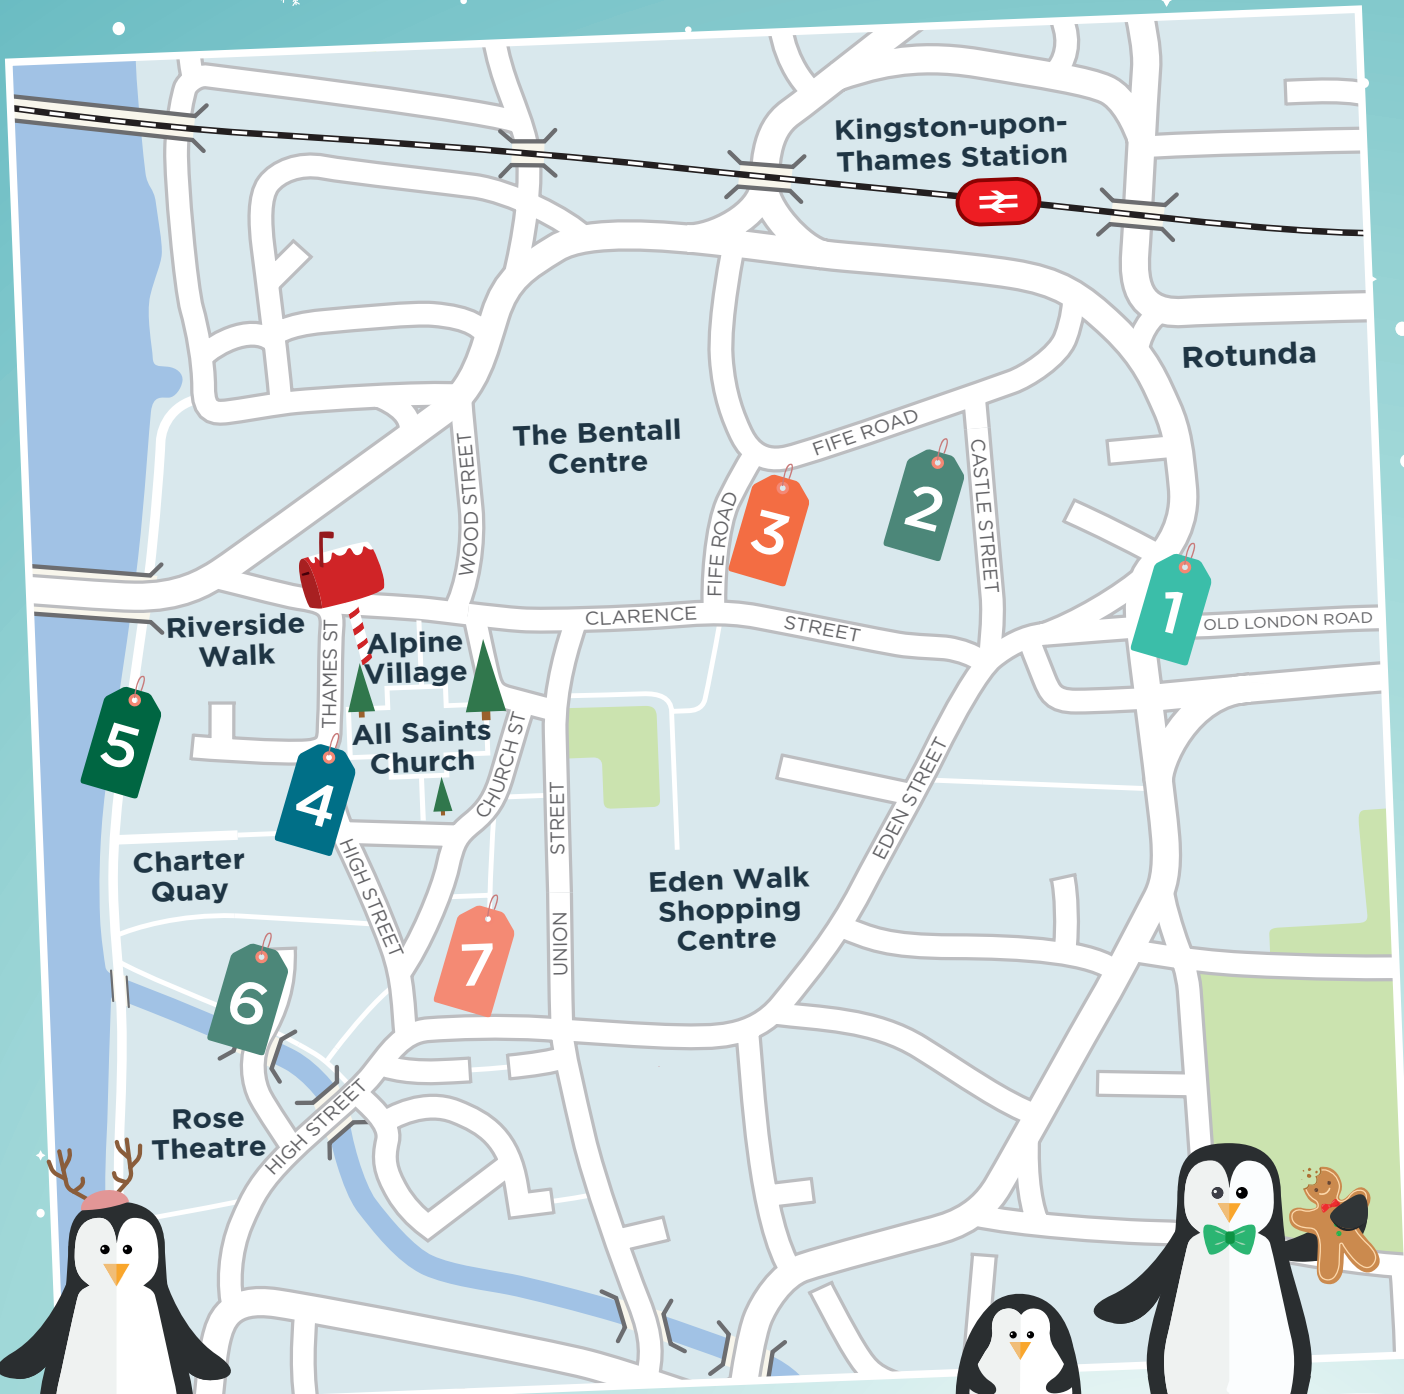 Kingston-upon-
Thames Station
Rotunda
The Bentall
Centre
FIFE ROAD
CASTLE STREET
WOOD STREET
FIFE ROAD
2
3
1
OLD LONDON ROAD
CLARENCE
STREET
Riverside
Walk
THAMES ST
Alpine
Village
All Saints
Church
CHURCH ST
5
4
STREET
UNION
EDEN STREET
Charter
Quay
HIGH STREET
Eden Walk
Shopping
Centre
7
6
Rose
Theatre
HIGH STREET